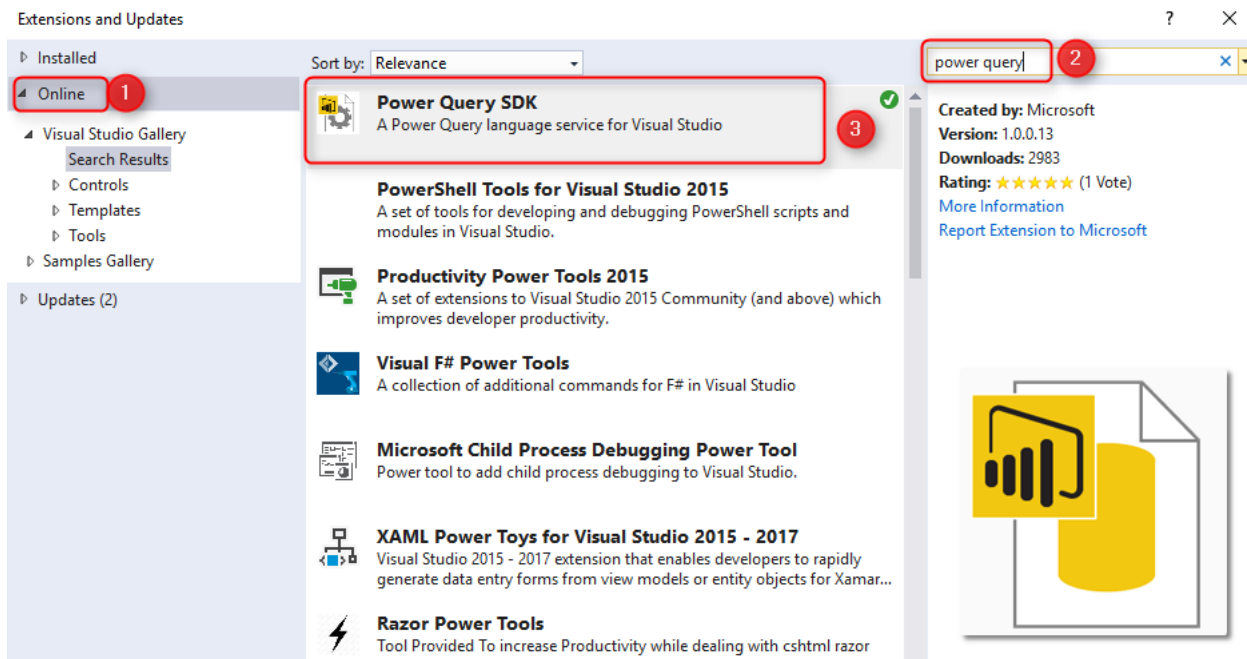 Extensions and Updates
?
Installed
Online
1
Visual Studio Gallery
Search Results
Controls
Templates
Tools
Samples Gallery
Updates (2)
Sort by: Relevance
Power Query SDK
A Power Query language service for Visual Studio
3
PowerShell Tools for Visual Studio 2015
A set of tools for developing and debugging PowerShell scripts and
modules in Visual Studio.
Productivity Power Tools 2015
A set of extensions to Visual Studio 2015 Community (and above) which
improves developer productivity.
Visual F# Power Tools
A collection of additional commands for F# in Visual Studio
Microsoft Child Process Debugging Power Tool
Power tool to add child process debugging to Visual Studio.
XAML Power Toys for Visual Studio 2015 - 2017
Visual Studio 2015 - 2017 extension that enables developers to rapidly
generate data entry forms from view models or entity objects for Xamar...
Razor Power Tools
Tool Provided To increase Productivity while dealing with cshtml razor
power query
2
Created by: Microsoft
Version: 1.0.0.13
Downloads: 2983
Rating: ★★★★★ (1 Vote)
More Information
Report Extension to Microsoft